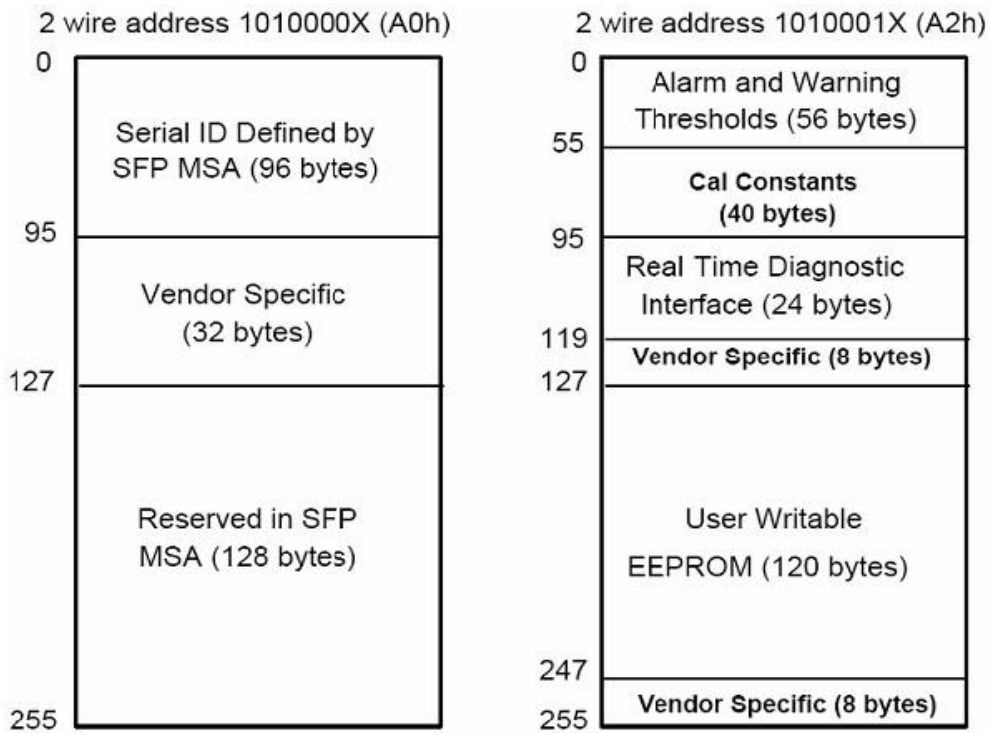 2 wire address 1010000X (A0h)
0
Serial ID Defined by
SFP MSA (96 bytes)
95
Vendor Specific
(32 bytes)
127
Reserved in SFP
MSA (128 bytes)
255
2 wire address 1010001X (A2h)
0
Alarm and Warning
Thresholds (56 bytes)
55
Cal Constants
(40 bytes)
95
Real Time Diagnostic
Interface (24 bytes)
119
Vendor Specific (8 bytes)
127
User Writable
EEPROM (120 bytes)
247
Vendor Specific (8 bytes)
255